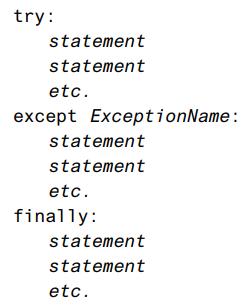 try:
    statement
    statement
    etc.
except ExceptionName:
    statement
    statement
    etc.
finally:
    statement
    statement
    etc.